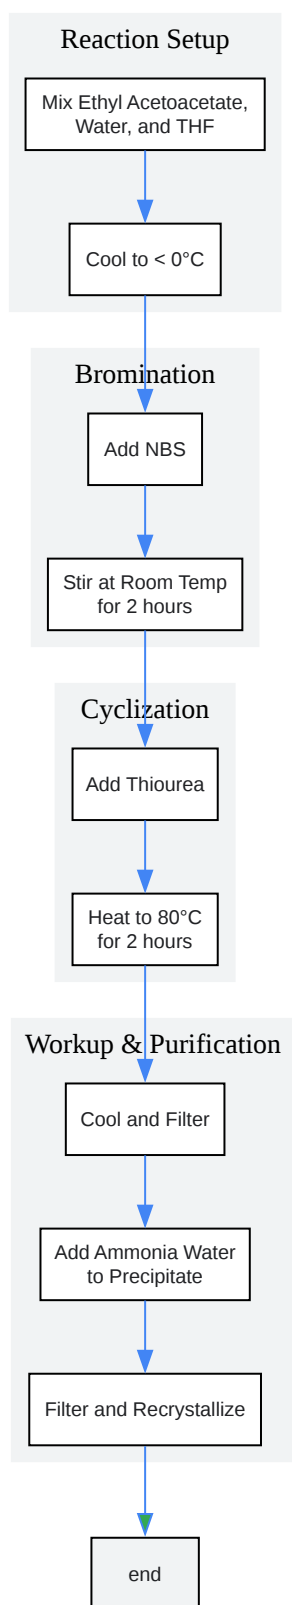 Reaction Setup
Mix Ethyl Acetoacetate,
Water, and THF
Cool to < 0°C
Bromination
Add NBS
Stir at Room Temp
for 2 hours
Cyclization
Add Thiourea
Heat to 80°C
for 2 hours
Workup & Purification
Cool and Filter
Add Ammonia Water
to Precipitate
Filter and Recrystallize
end